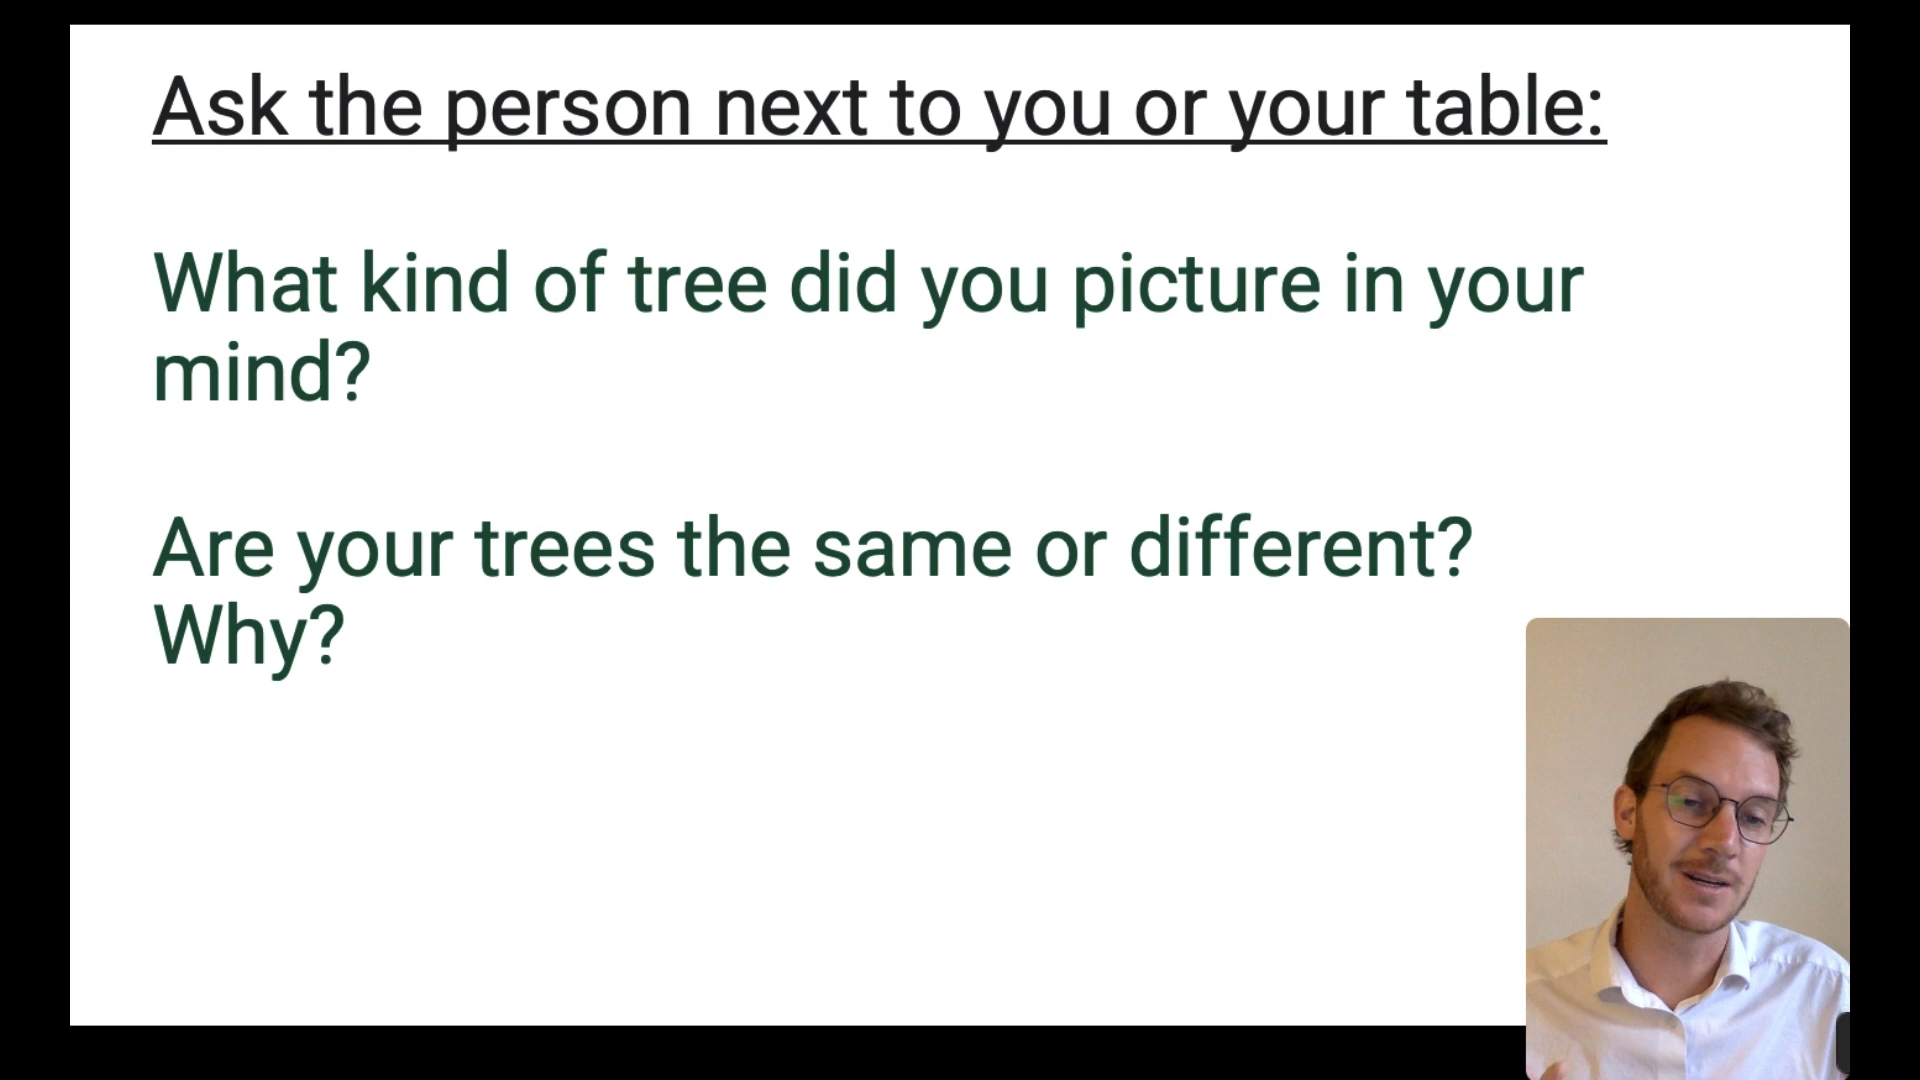 Ask the person next to you or your table:
What kind of tree did you picture in your
mind?
Are your trees the same or different?
Why?